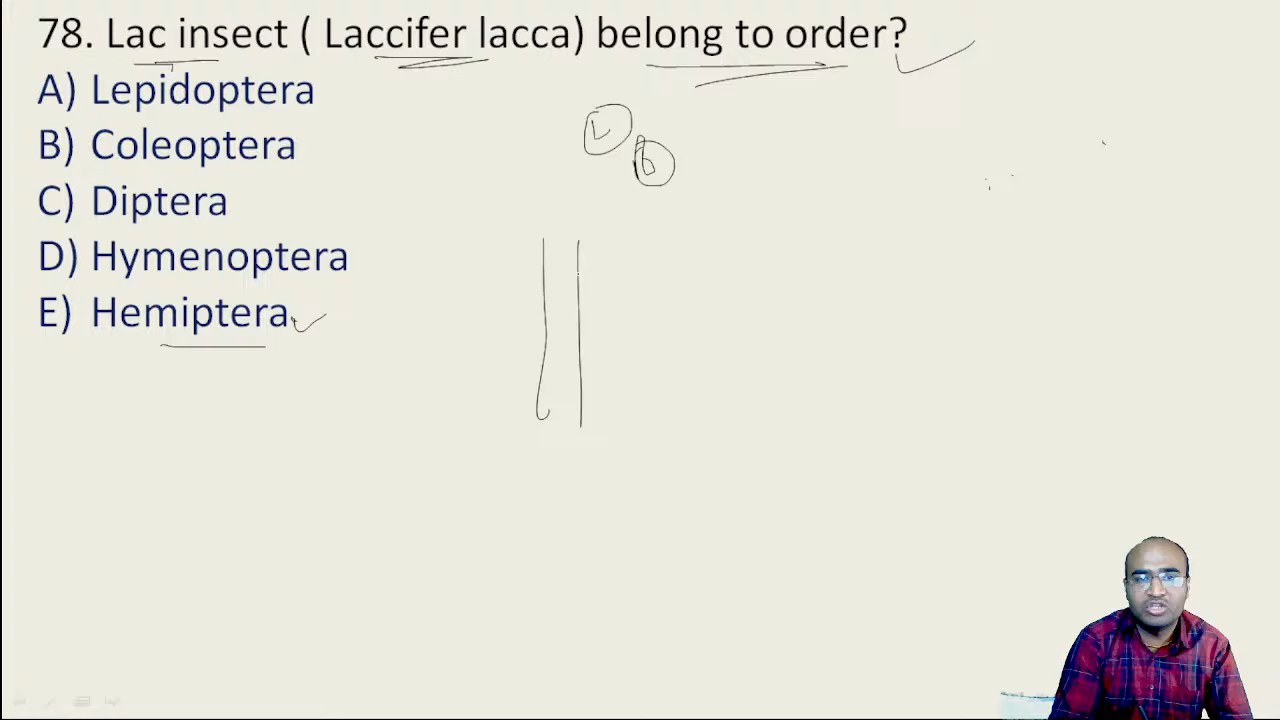 78. Lac insect ( Laccifer lacca) belong to order?
A) Lepidoptera
B) Coleoptera
C) Diptera
D) Hymenoptera
E) Hemiptera